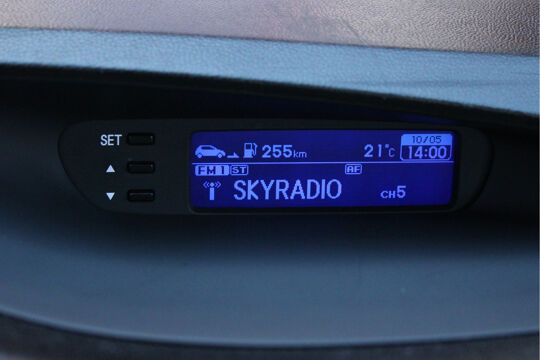 SET
255km 21°C 10/05 14:00
FM1 ST AF
SKYRADIO CH5